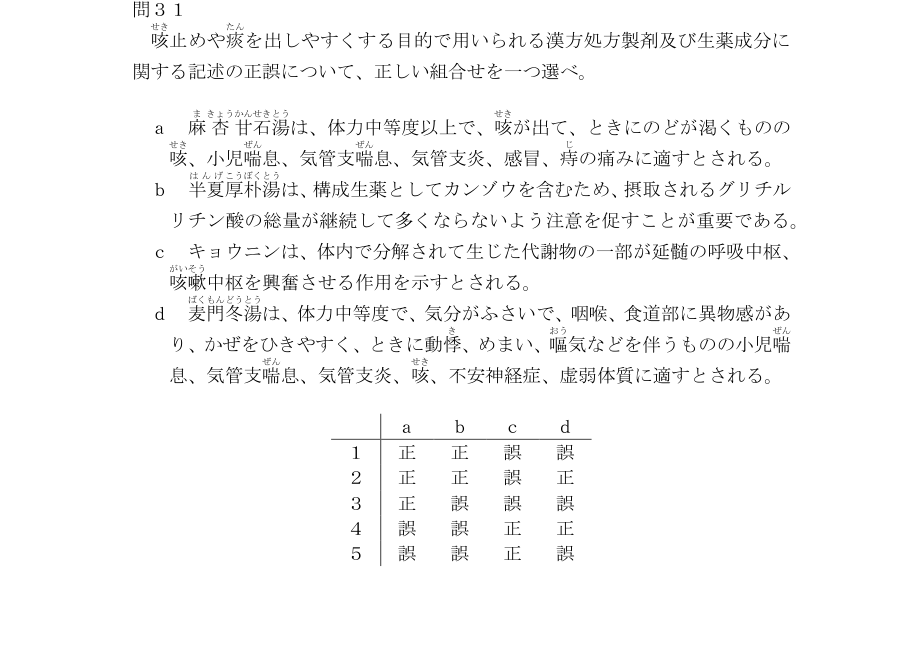 問３１
咳止めや痰を出しやすくする目的で用いられる漢方処方製剤及び生薬成分に
関する記述の正誤について、正しい組合せを一つ選べ。
a 麻杏甘石湯は、体力中等度以上で、咳が出て、ときにのどが渇くものの
咳、小児喘息、気管支喘息、気管支炎、感冒、痔の痛みに適すとされる。
b 半夏厚朴湯は、構成生薬としてカンゾウを含むため、摂取されるグリチル
リチン酸の総量が継続して多くならないよう注意を促すことが重要である。
c キョウニンは、体内で分解されて生じた代謝物の一部が延髄の呼吸中枢、
咳嗽中枢を興奮させる作用を示すとされる。
d 麦門冬湯は、体力中等度で、気分がふさいで、咽喉、食道部に異物感があ
り、かぜをひきやすく、ときに動悸、めまい、嘔気などを伴うものの小児喘
息、気管支喘息、気管支炎、咳、不安神経症、虚弱体質に適すとされる。
a b c d
1 正 正 誤 誤
2 正 正 誤 正
3 正 誤 誤 誤
4 誤 誤 正 正
5 誤 誤 正 誤